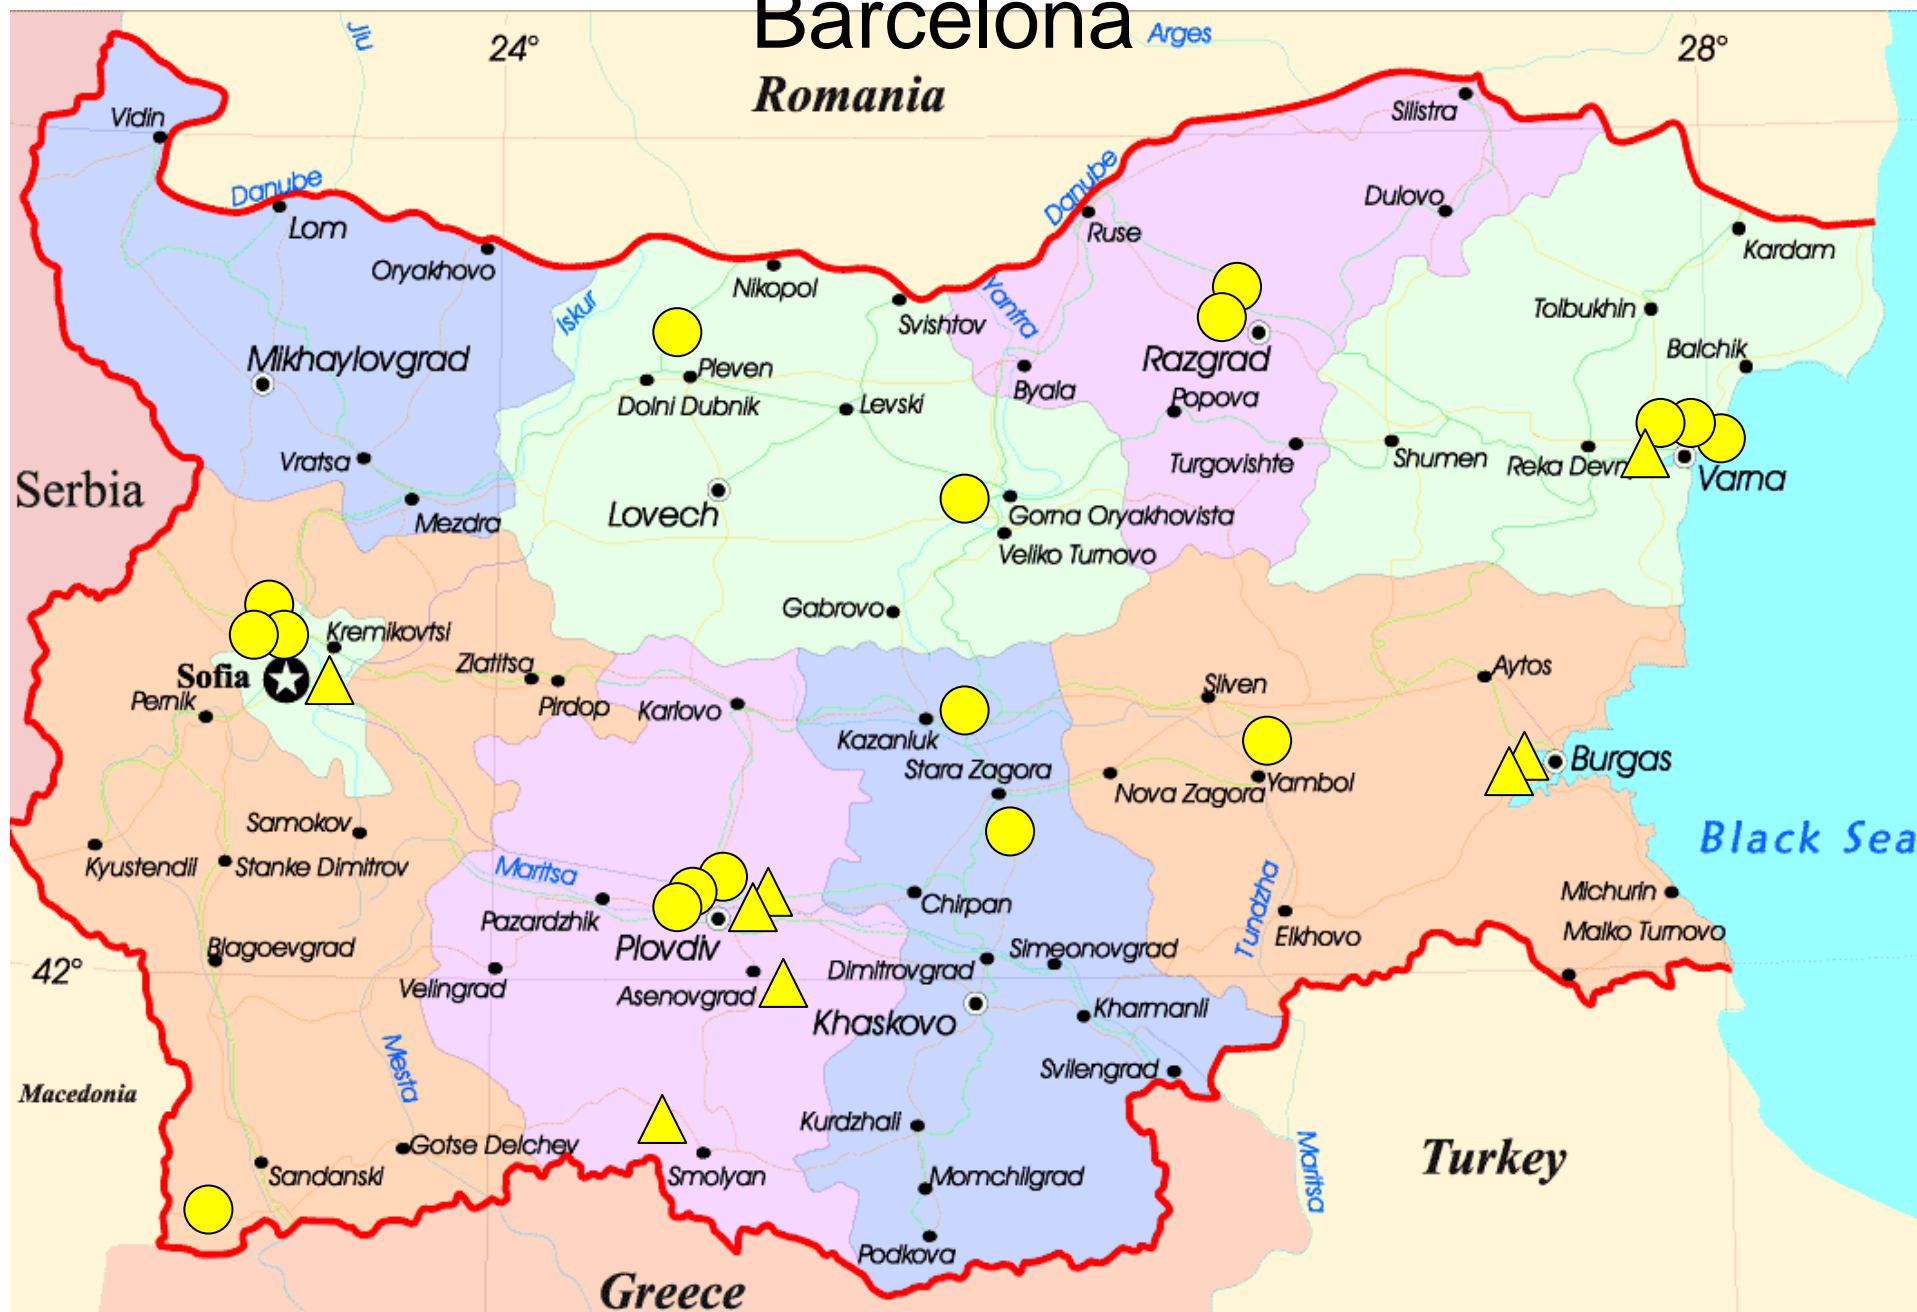 Barcelona
Jiu
24°
Arges
28°
Romania
Vidin
Silistra
Danube
Danube
Dulovo
Lom
Ruse
Kardam
Oryakhovo
Nikopol
Iskur
Yantra
Svishtov
Tolbukhin
Mikhaylovgrad
Razgrad
Balchik
Pleven
Byala
Popova
Dolni Dubnik
Levski
Vratsa
Turgovishte
Shumen
Reka Devn
Varna
Serbia
Lovech
Mezdra
Gorna Oryakhovista
Veliko Turnovo
Gabrovo
Kremikovtsi
Sofia
Zlatitsa
Aytos
Pernik
Pirdop
Karlovo
Sliven
Kazanluk
Stara Zagora
Burgas
Nova Zagora
Yambol
Samokov
Black Sea
Kyustendil
Stanke Dimitrov
Maritsa
Pazardzhik
Chirpan
Tundzha
Michurin
Malko Turnovo
Elkhovo
Blagoevgrad
Plovdiv
Simeonovgrad
42°
Velingrad
Asenovgrad
Dimitrovgrad
Khaskovo
Kharmanli
Mesta
Svilengrad
Macedonia
Kurdzhali
Gotse Delchev
Turkey
Maritsa
Sandanski
Smolyan
Momchilgrad
Podkova
Greece